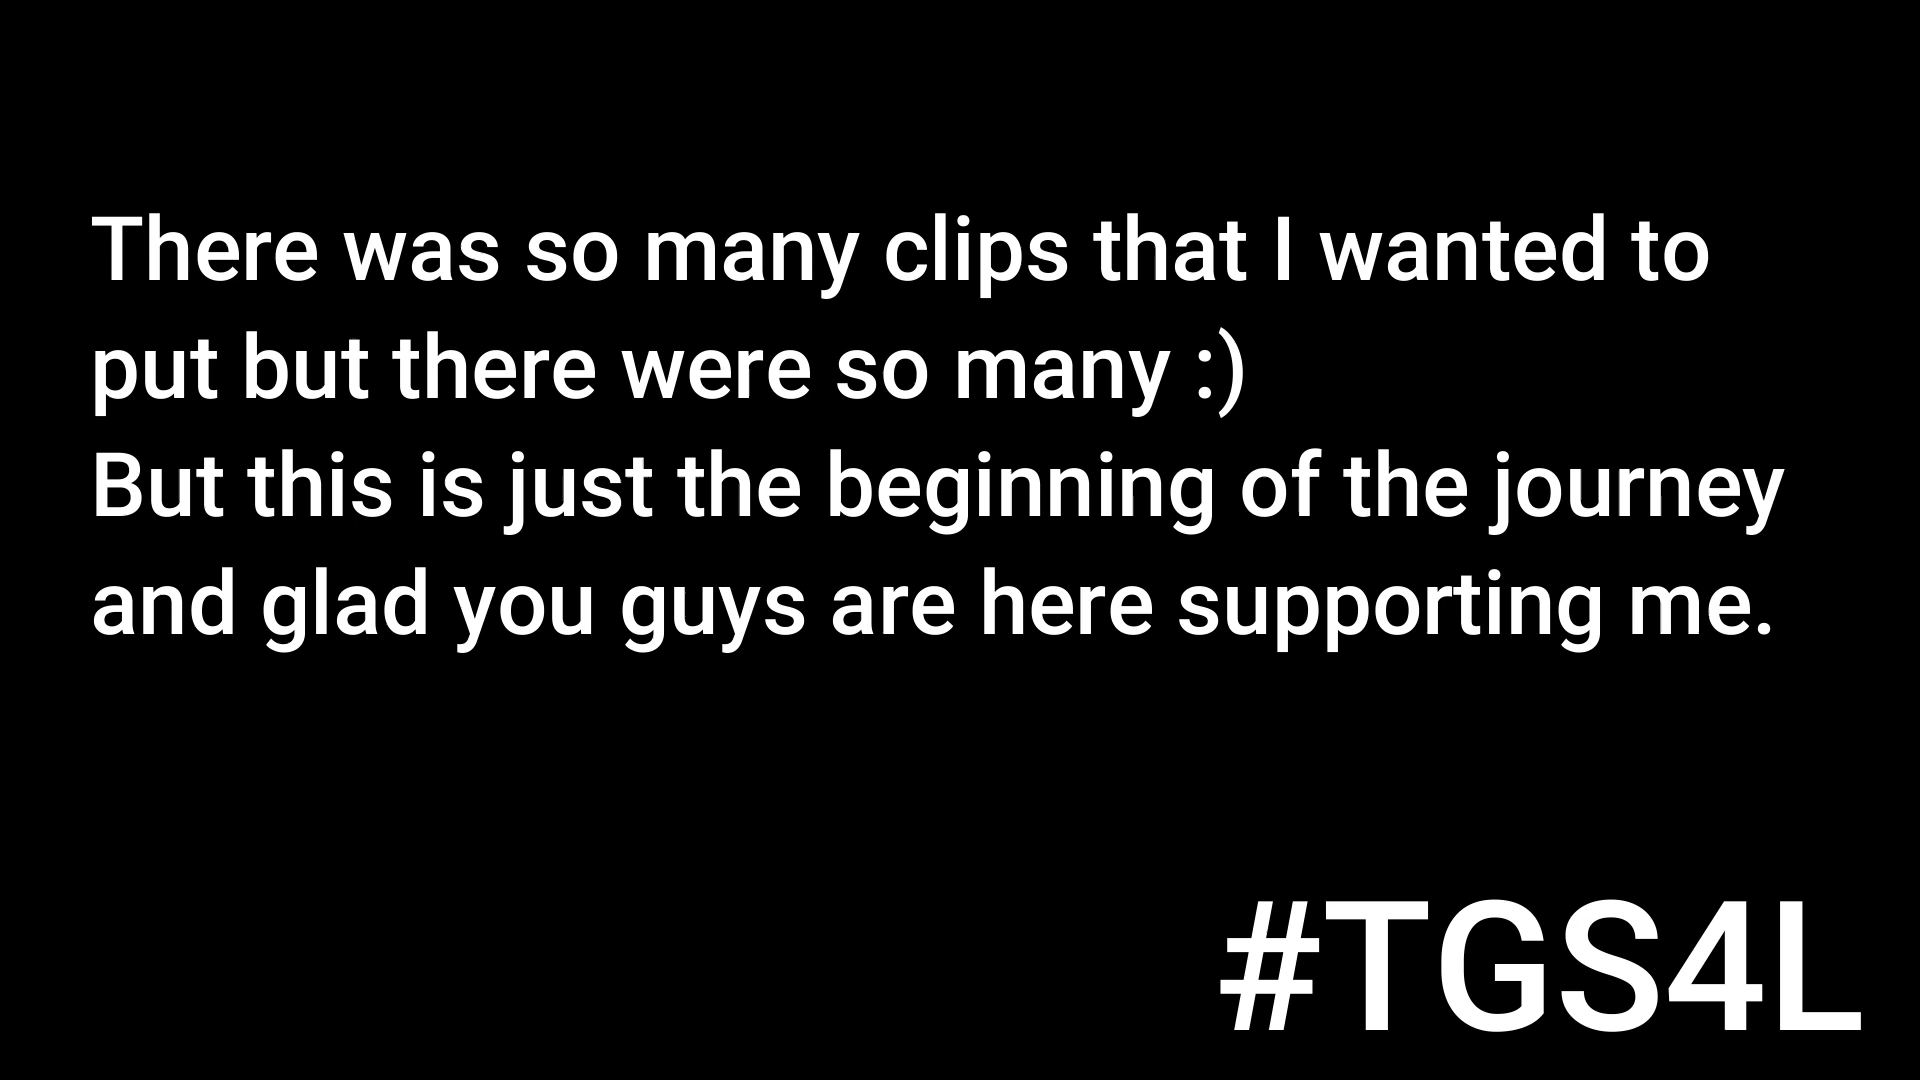 There was so many clips that I wanted to
put but there were so many :)
But this is just the beginning of the journey
and glad you guys are here supporting me.
#TGS4L